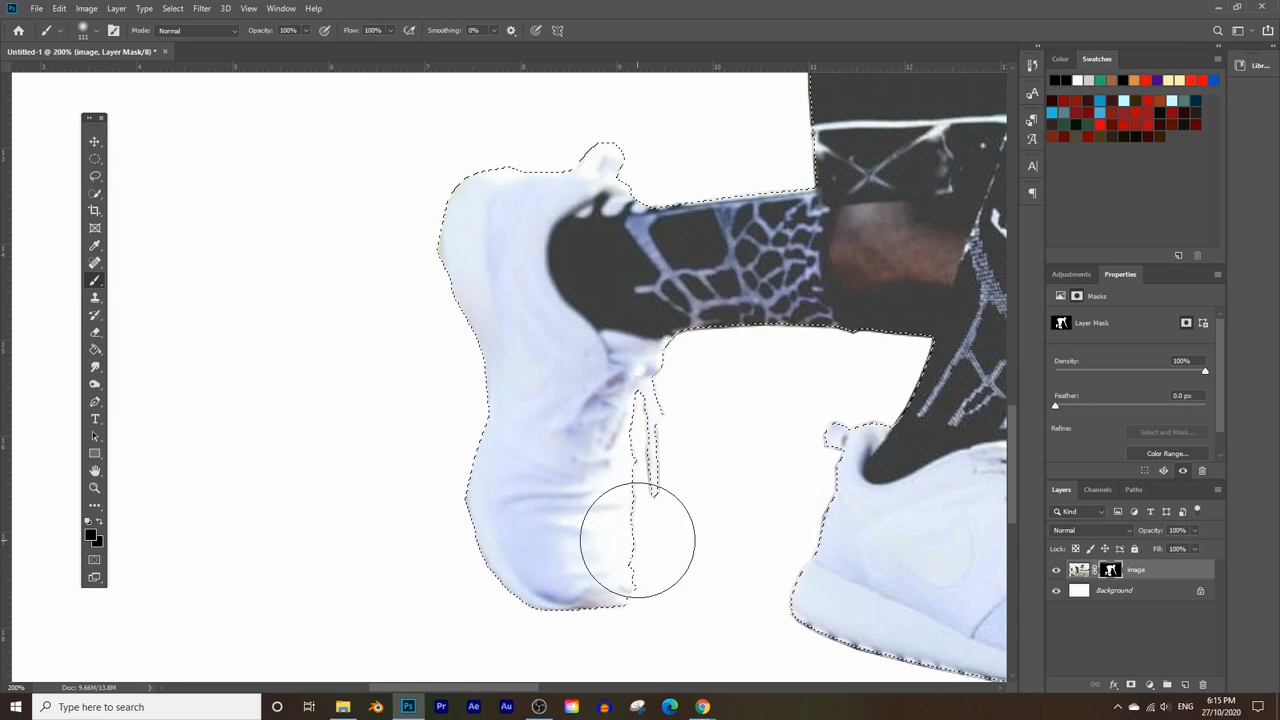 File Edit Image Layer Type Select Filter 3D View Window Help
111 Mode: Normal Opacity: 100% Flow: 100% Smoothing: 0%
Untitled-1 @ 200% (image, Layer Mask/8) *
Color Swatches
Libr...
Adjustments Properties
Masks
Layer Mask
Density: 100%
Feather: 0.0 px
Refine: Select and Mask...
Color Range...
Layers Channels Paths
Kind
Normal Opacity: 100%
Lock: Fill: 100%
image
Background
200% Doc: 9.66M/13.8M
Type here to search
6:15 PM
27/10/2020